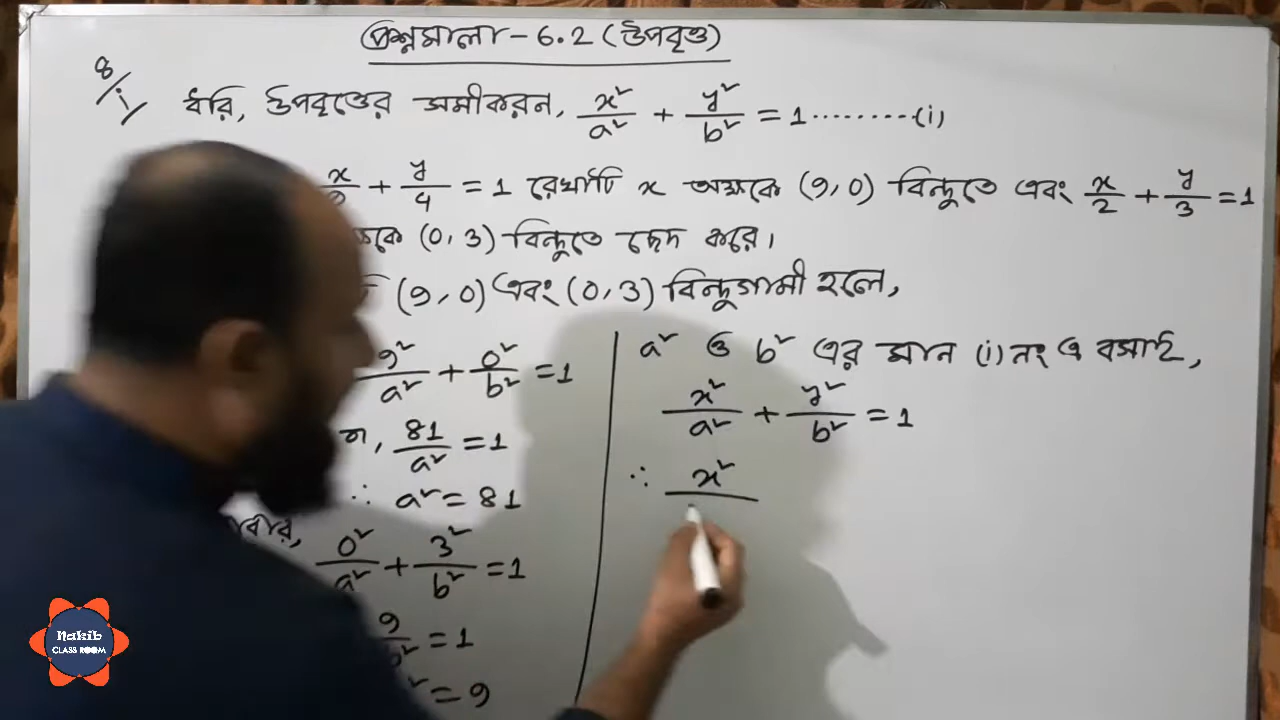 প্রশ্নমালা - 6.2 (উপবৃত্ত)
8/i/
ধরি, উপবৃত্তের সমীকরন, x²/a² + y²/b² = 1 .........(i)
+ y/4 = 1 রেখাটি x অক্ষকে (9, 0) বিন্দুতে এবং x/2 + y/3 = 1
(0, 3) বিন্দুতে ছেদ করে।
(9, 0) এবং (0, 3) বিন্দুগামী হলে,
9²/a² + 0²/b² = 1
81/a² = 1
∴ a² = 81
0²/a² + 3²/b² = 1
9/b² = 1
= 9
a² ও b² এর মান (i) নং এ বসাই,
x²/a² + y²/b² = 1
∴ x²
Nakib
CLASS ROOM